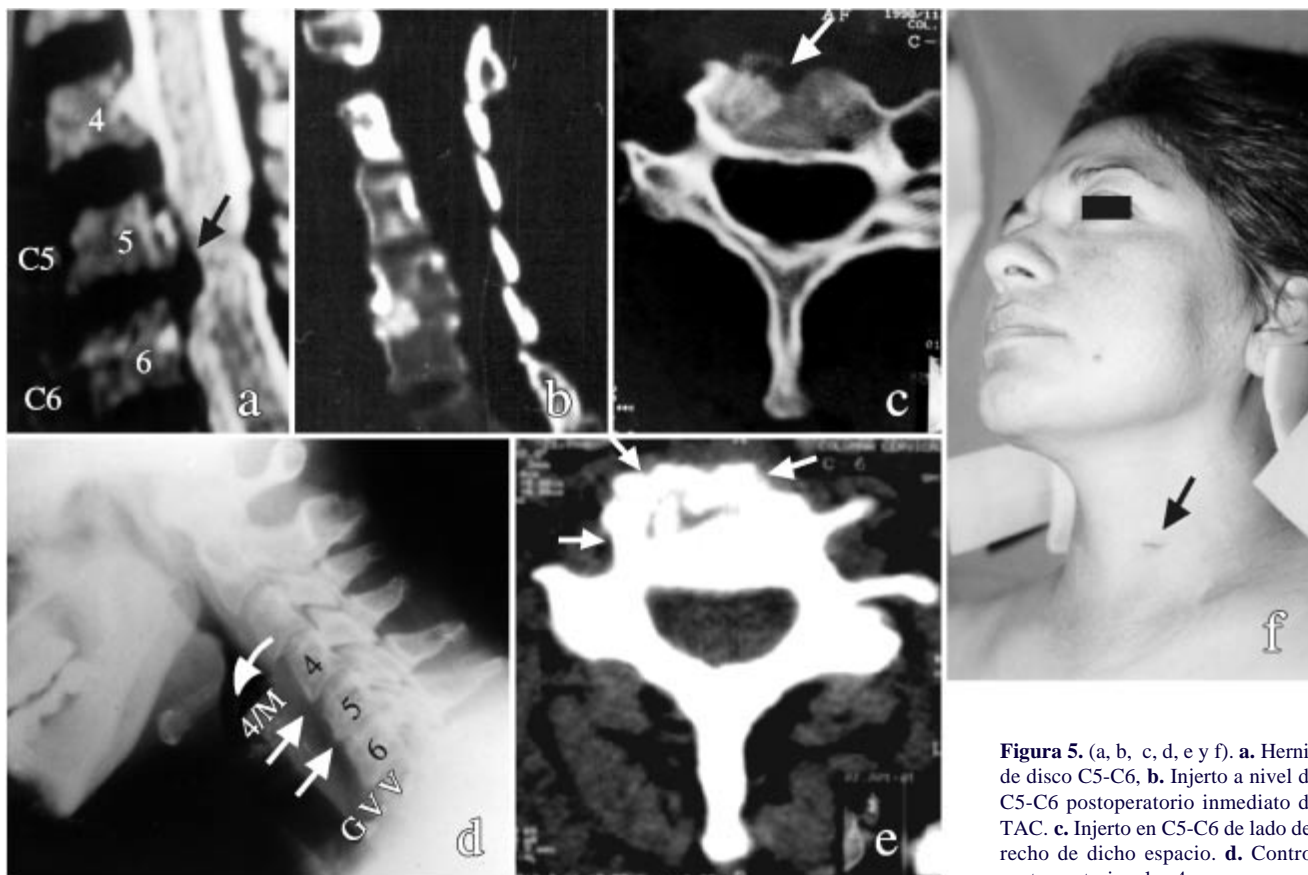 4
C5
5
C6
6
a
b
C-
c
4
5
4/M
6
G V V
d
C-6
e
f
Figura 5. (a, b, c, d, e y f). a. Herni
de disco C5-C6, b. Injerto a nivel d
C5-C6 postoperatorio inmediato d
TAC. c. Injerto en C5-C6 de lado de
recho de dicho espacio. d. Contro